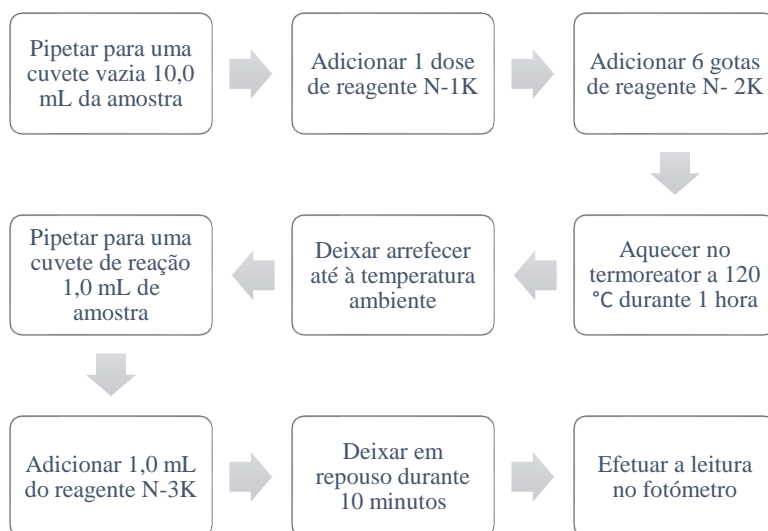 Pipetar para uma
cuvete vazia 10,0
mL da amostra
Adicionar 1 dose
de reagente N-1K
Adicionar 6 gotas
de reagente N- 2K
Aquecer no
termoreator a 120
°C durante 1 hora
Deixar arrefecer
até à temperatura
ambiente
Pipetar para uma
cuvete de reação
1,0 mL de
amostra
Adicionar 1,0 mL
do reagente N-3K
Deixar em
repouso durante
10 minutos
Efetuar a leitura
no fotómetro